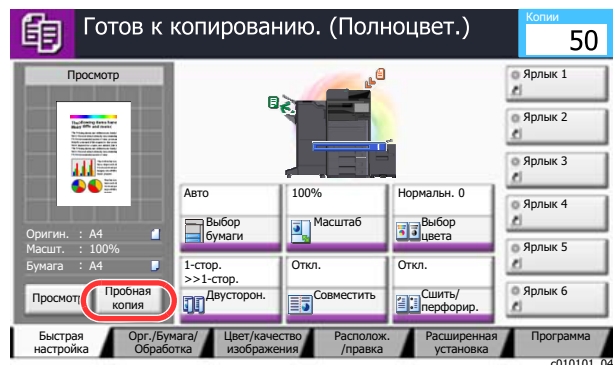 Готов к копированию. (Полноцвет.)
Копии
50
Просмотр
Оригин. : A4
Масшт. : 100%
Бумага : A4
Просмотр
Пробная
копия
Авто
Выбор
бумаги
100%
Масштаб
Нормальн. 0
Выбор
цвета
1-стор.
>>1-стор.
Двусторон.
Откл.
Совместить
Откл.
Сшить/
перфорир.
Ярлык 1
Ярлык 2
Ярлык 3
Ярлык 4
Ярлык 5
Ярлык 6
Быстрая
настройка
Орг./Бумага/
Обработка
Цвет/качество
изображения
Располож.
/правка
Расширенная
установка
Программа
c010101_04